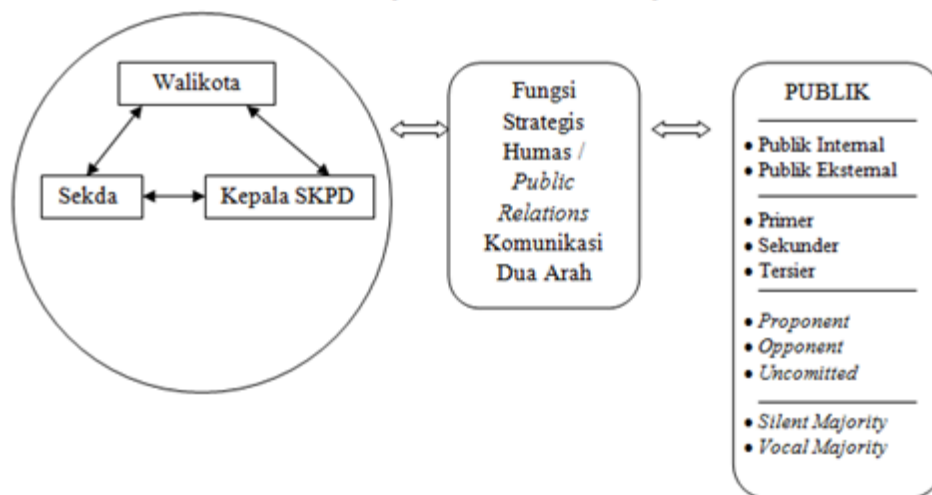 Walikota
Sekda
Kepala SKPD
Fungsi
Strategis
Humas /
Public
Relations
Komunikasi
Dua Arah
PUBLIK
• Publik Internal
• Publik Eksternal
• Primer
• Sekunder
• Tersier
• Proponent
• Opponent
• Uncomitted
• Silent Majority
• Vocal Majority